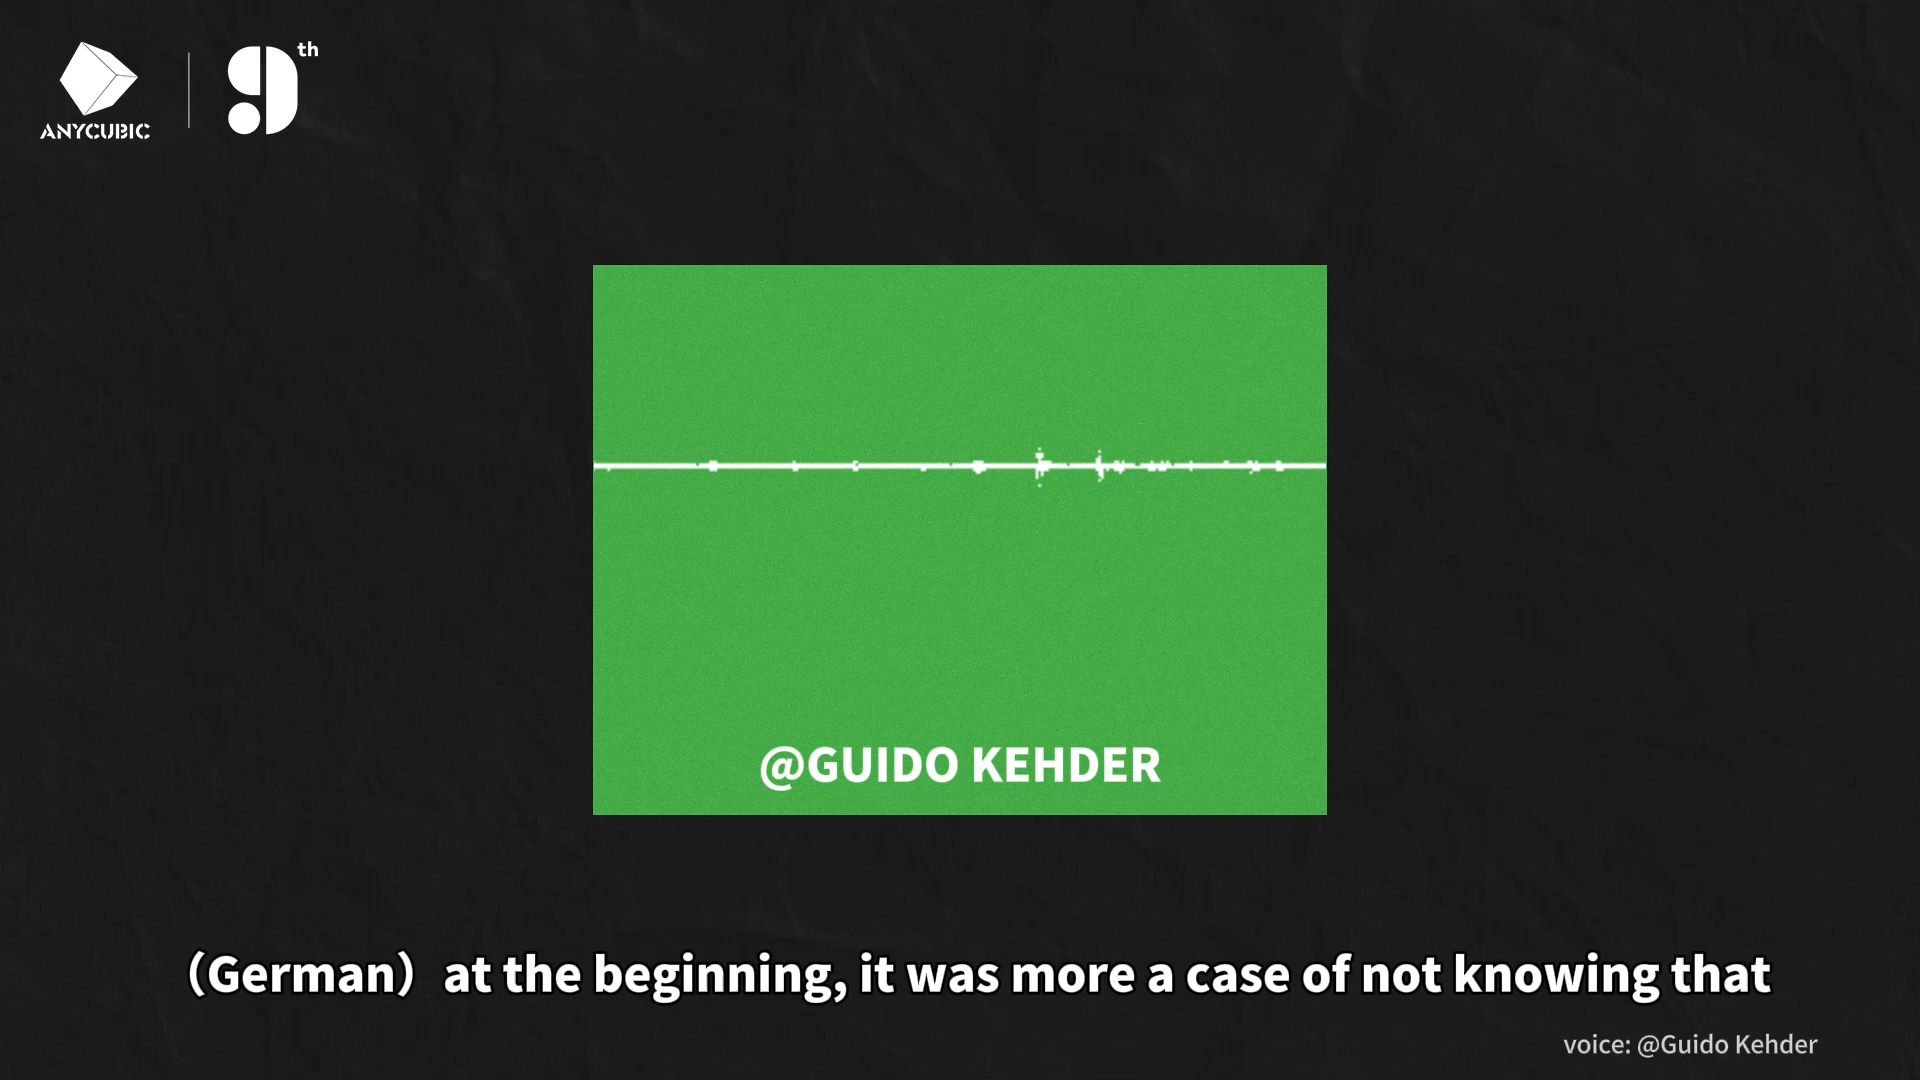 ANYCUBIC
9th
@GUIDO KEHDER
（German）at the beginning, it was more a case of not knowing that
voice: @Guido Kehder